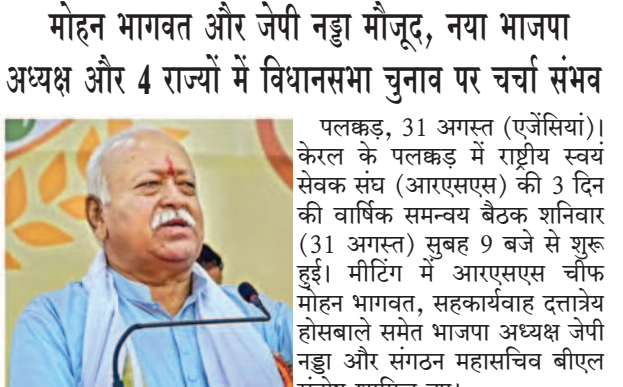 मोहन भागवत और जेपी नड्डा मौजूद, नया भाजपा
अध्यक्ष और 4 राज्यों में विधानसभा चुनाव पर चर्चा संभव
पलक्कड़, 31 अगस्त (एजेंसियां)।
केरल के पलक्कड़ में राष्ट्रीय स्वयं
सेवक संघ (आरएसएस) की 3 दिन
की वार्षिक समन्वय बैठक शनिवार
(31 अगस्त) सुबह 9 बजे से शुरू
हुई। मीटिंग में आरएसएस चीफ
मोहन भागवत, सहकार्यवाह दत्तात्रेय
होसबाले समेत भाजपा अध्यक्ष जेपी
नड्डा और संगठन महासचिव बीएल